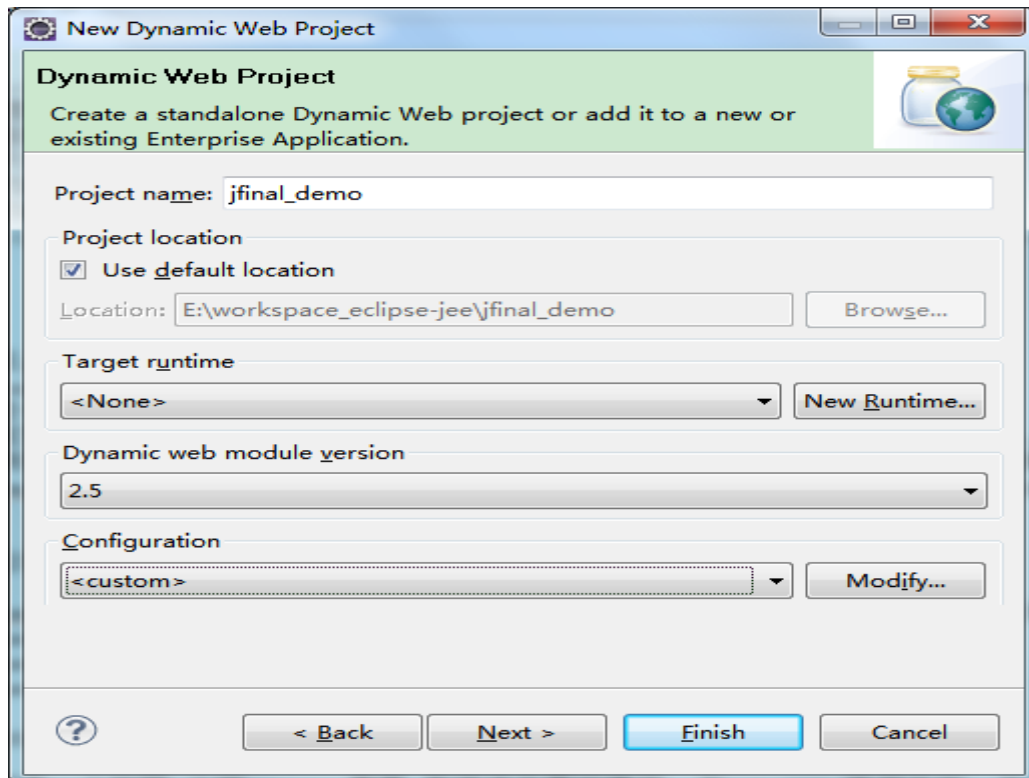 New Dynamic Web Project
Dynamic Web Project
Create a standalone Dynamic Web project or add it to a new or
existing Enterprise Application.
Project name: jfinal_demo
Project location
Use default location
Location: E:\workspace_eclipse-jee\jfinal_demo Browse...
Target runtime
<None> New Runtime...
Dynamic web module version
2.5
Configuration
<custom> Modify...
? < Back Next > Finish Cancel